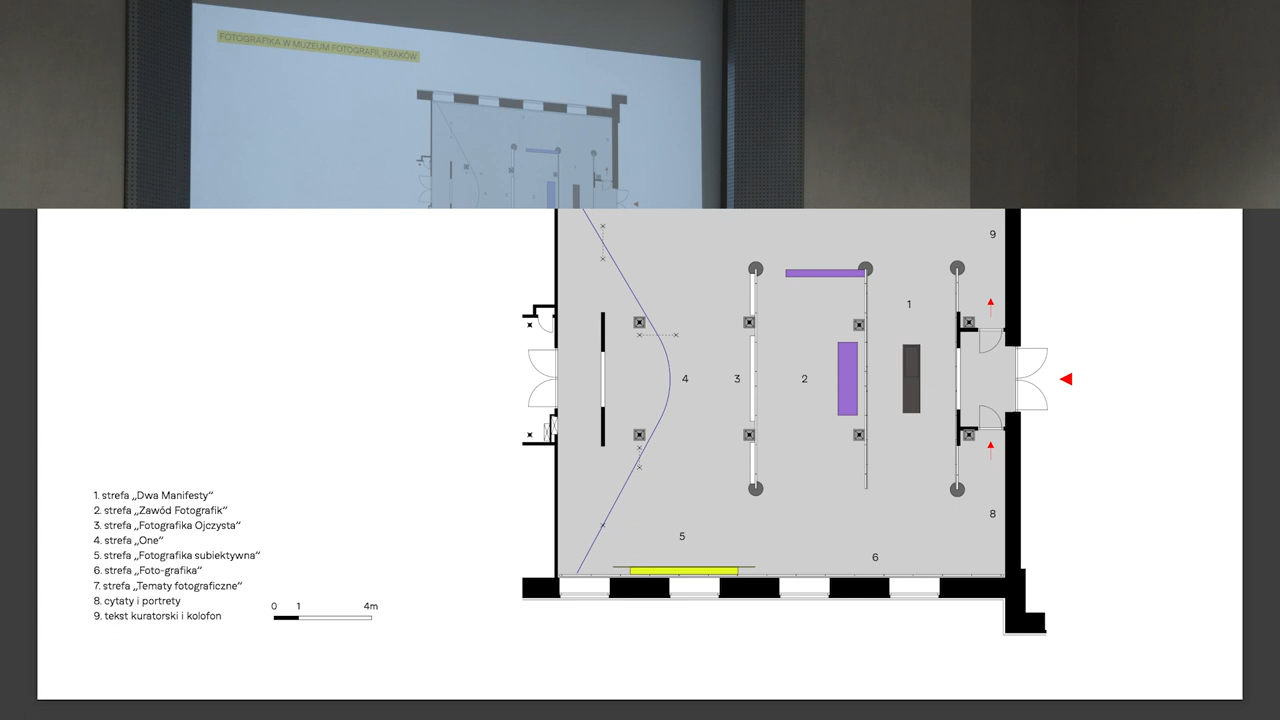 FOTOGRAFIKA W MUZEUM FOTOGRAFII, KRAKÓW
9
1
4
3
2
8
5
6
1. strefa „Dwa Manifesty”
2. strefa „Zawód Fotografik”
3. strefa „Fotografika Ojczysta”
4. strefa „One”
5. strefa „Fotografika subiektywna”
6. strefa „Foto-grafika”
7. strefa „Tematy fotograficzne”
8. cytaty i portrety
9. tekst kuratorski i kolofon
0 1 4m